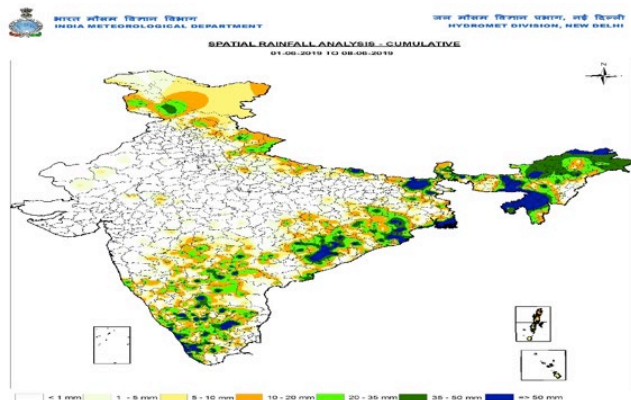 भारत मौसम विज्ञान विभाग
INDIA METEOROLOGICAL DEPARTMENT
जल मौसम विज्ञान प्रभाग, नई दिल्ली
HYDROMET DIVISION, NEW DELHI
SPATIAL RAINFALL ANALYSIS - CUMULATIVE
01-06-2019 TO 08-06-2019
N
< 1 mm 1 - 5 mm 5 - 10 mm 10 - 20 mm 20 - 35 mm 35 - 50 mm => 50 mm